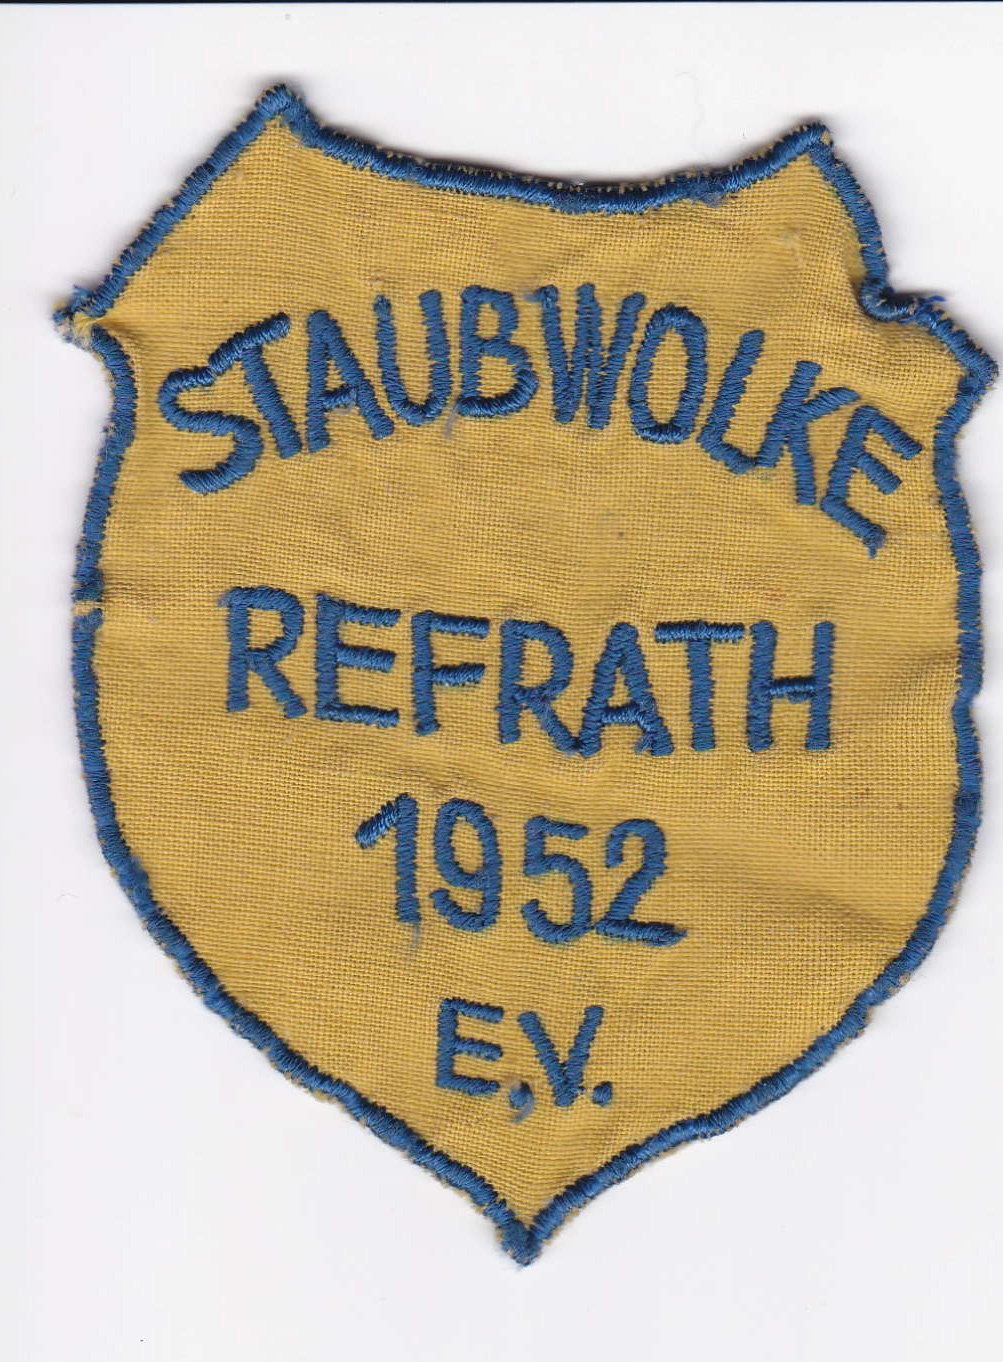 STAUBWOLKE
REFRATH
1952
E,V.